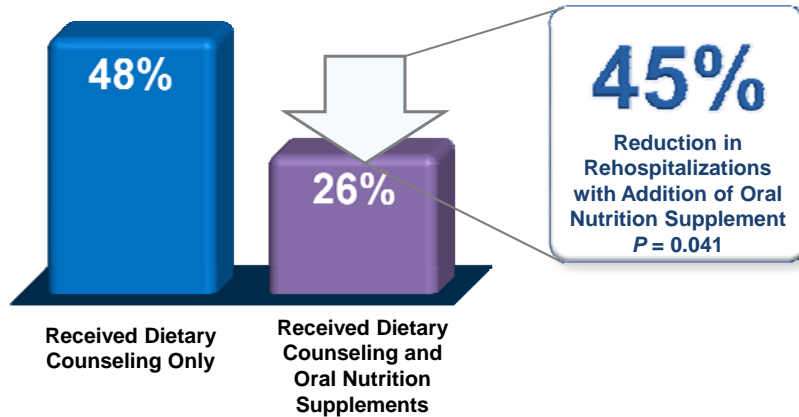 48%
26%
Received Dietary
Counseling Only
Received Dietary
Counseling and
Oral Nutrition
Supplements
45%
Reduction in
Rehospitalizations
with Addition of Oral
Nutrition Supplement
P = 0.041